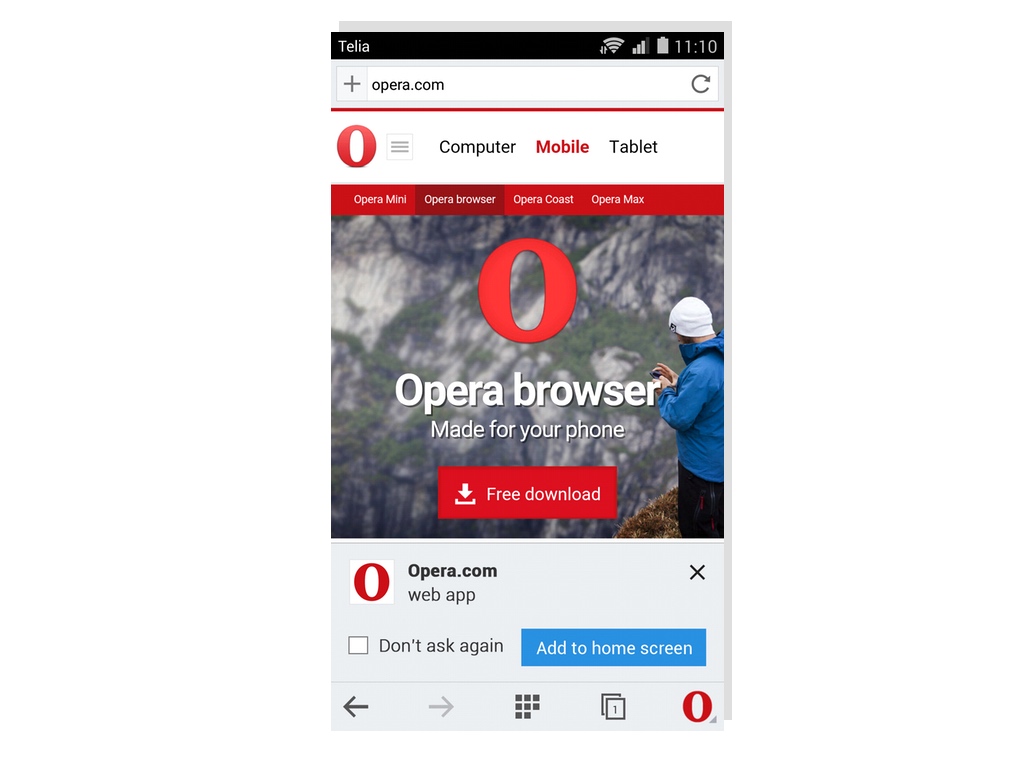 Telia 11:10
opera.com
Computer Mobile Tablet
Opera Mini Opera browser Opera Coast Opera Max
Opera browser
Made for your phone
Free download
Opera.com
web app
Don't ask again Add to home screen
1